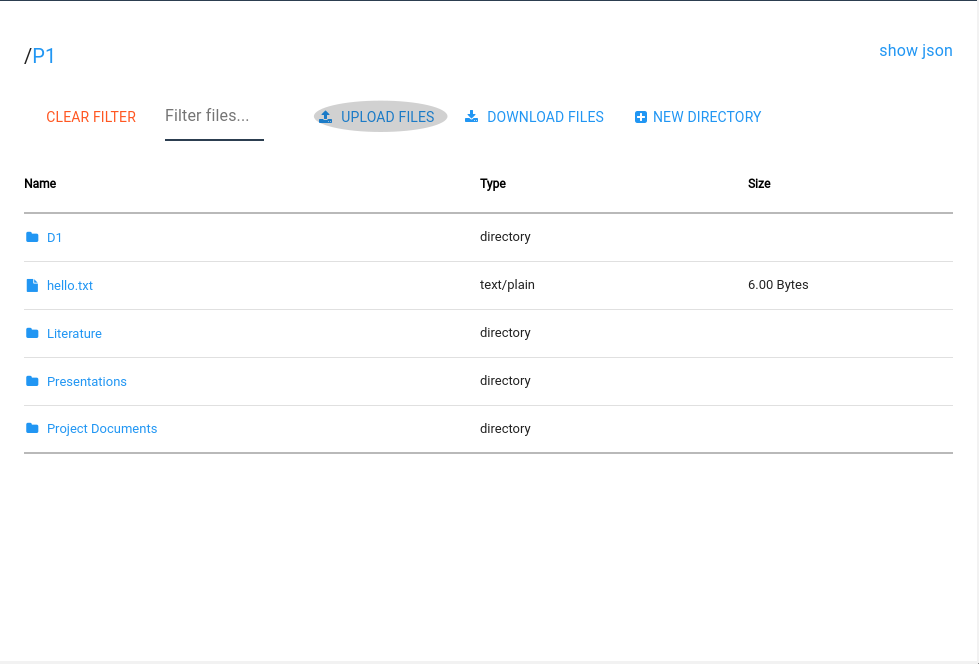 /P1
show json
CLEAR FILTER Filter files... UPLOAD FILES DOWNLOAD FILES NEW DIRECTORY
Name Type Size
D1 directory
hello.txt text/plain 6.00 Bytes
Literature directory
Presentations directory
Project Documents directory